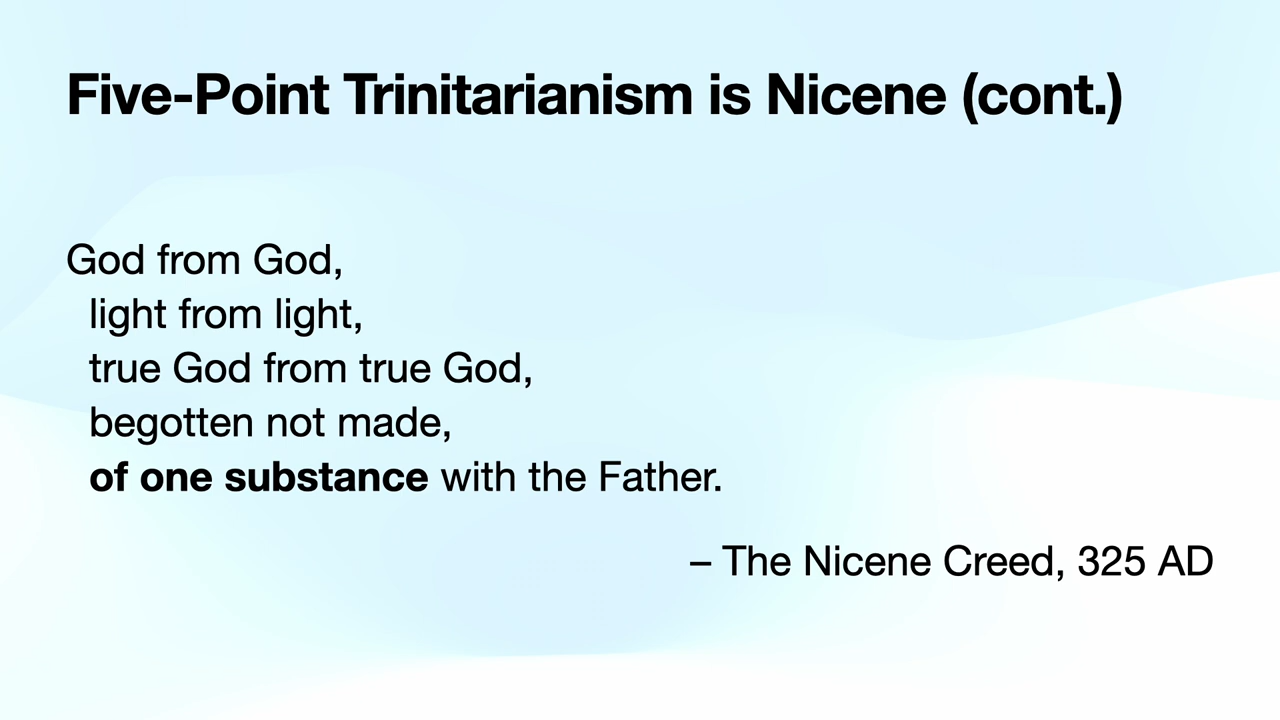 Five-Point Trinitarianism is Nicene (cont.)
God from God,
light from light,
true God from true God,
begotten not made,
of one substance with the Father.
– The Nicene Creed, 325 AD